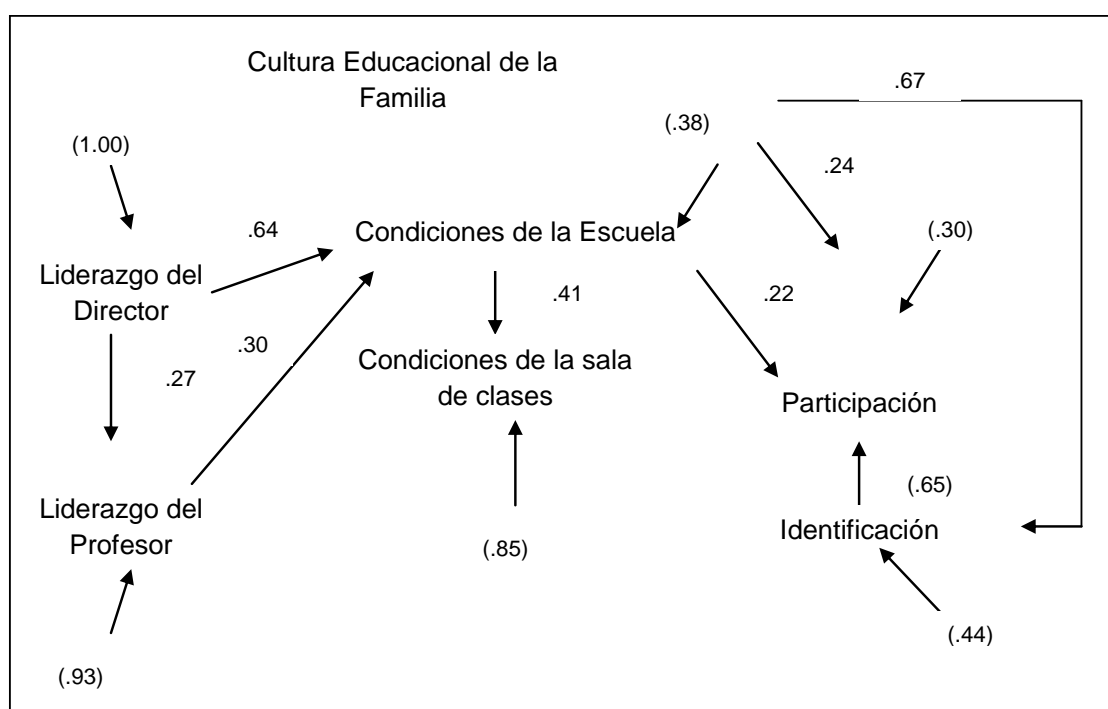 Cultura Educacional de la
Familia
.67
(.38)
(1.00)
.24
.64
Condiciones de la Escuela
(.30)
Liderazgo del
Director
.41
.22
.30
Condiciones de la sala
de clases
.27
Participación
(.65)
Liderazgo del
Profesor
Identificación
(.85)
(.44)
(.93)